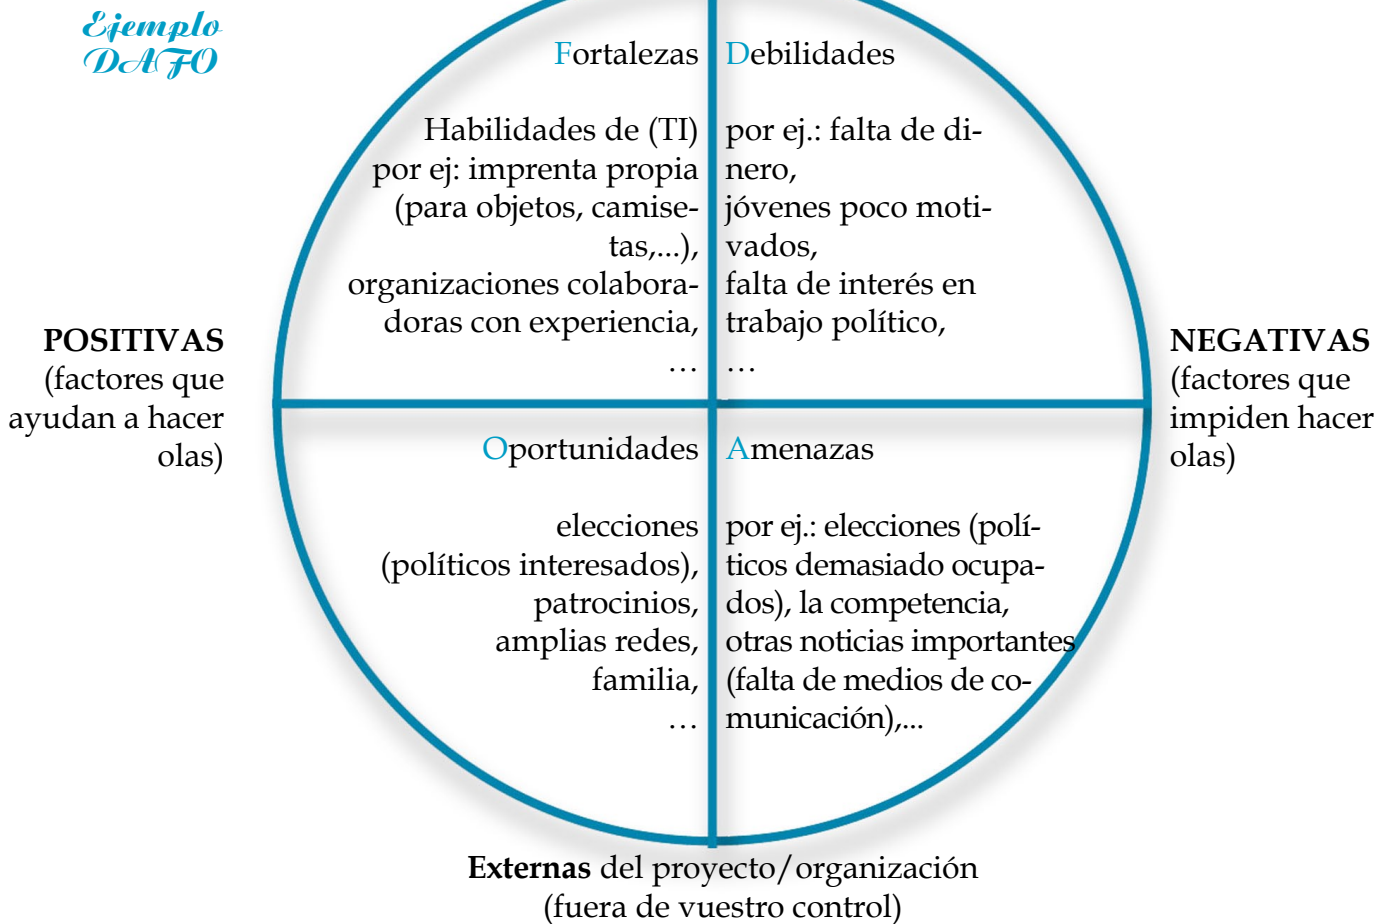 Ejemplo
DAFO
Fortalezas
Habilidades de (TI)
por ej: imprenta propia
(para objetos, camise-
tas,...),
organizaciones colabora-
doras con experiencia,
...
Debilidades
por ej.: falta de di-
nero,
jóvenes poco moti-
vados,
falta de interés en
trabajo político,
...
POSITIVAS
(factores que
ayudan a hacer
olas)
NEGATIVAS
(factores que
impiden hacer
olas)
Oportunidades
elecciones
(políticos interesados),
patrocinios,
amplias redes,
familia,
...
Amenazas
por ej.: elecciones (polí-
ticos demasiado ocupa-
dos), la competencia,
otras noticias importantes
(falta de medios de co-
municación),...
Externas del proyecto/organización
(fuera de vuestro control)